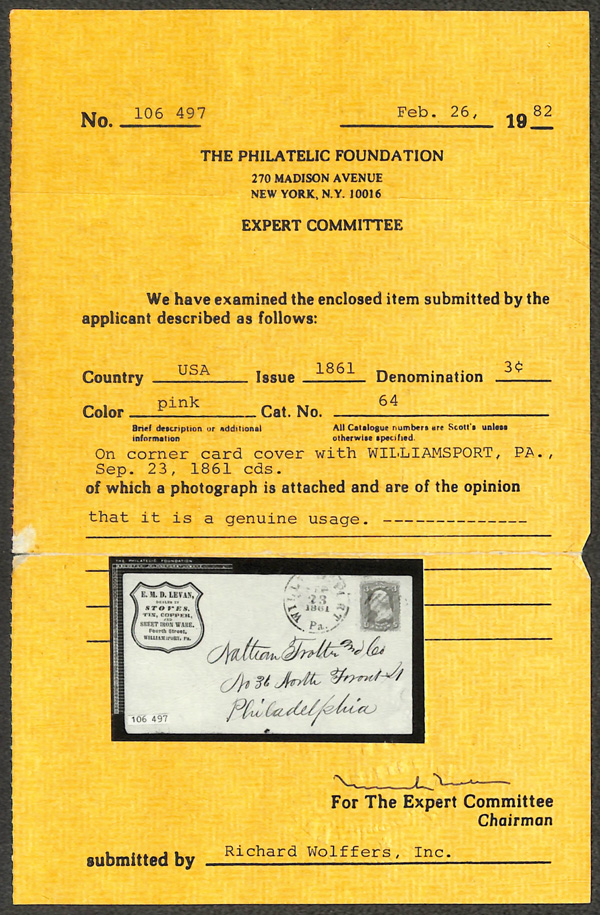 No. 106 497 Feb. 26, 1982
THE PHILATELIC FOUNDATION
270 MADISON AVENUE
NEW YORK, N.Y. 10016
EXPERT COMMITTEE
We have examined the enclosed item submitted by the
applicant described as follows:
Country USA Issue 1861 Denomination 3¢
Color pink Cat. No. 64
Brief description or additional All Catalogue numbers are Scott's unless
information otherwise specified.
On corner card cover with WILLIAMSPORT, PA.,
Sep. 23, 1861 cds.
of which a photograph is attached and are of the opinion
that it is a genuine usage. --------------
THE PHILATELIC FOUNDATION
E. M. D. LEVAN,
DEALER IN
STOVES,
TIN, COPPER,
AND
SHEET IRON WARE,
Fourth Street,
WILLIAMSPORT, Pa.
23
1861
Pa.
Nathan Trotter and Co
No 36 North Foront St
Philadelphia
106 497
For The Expert Committee
Chairman
submitted by Richard Wolffers, Inc.